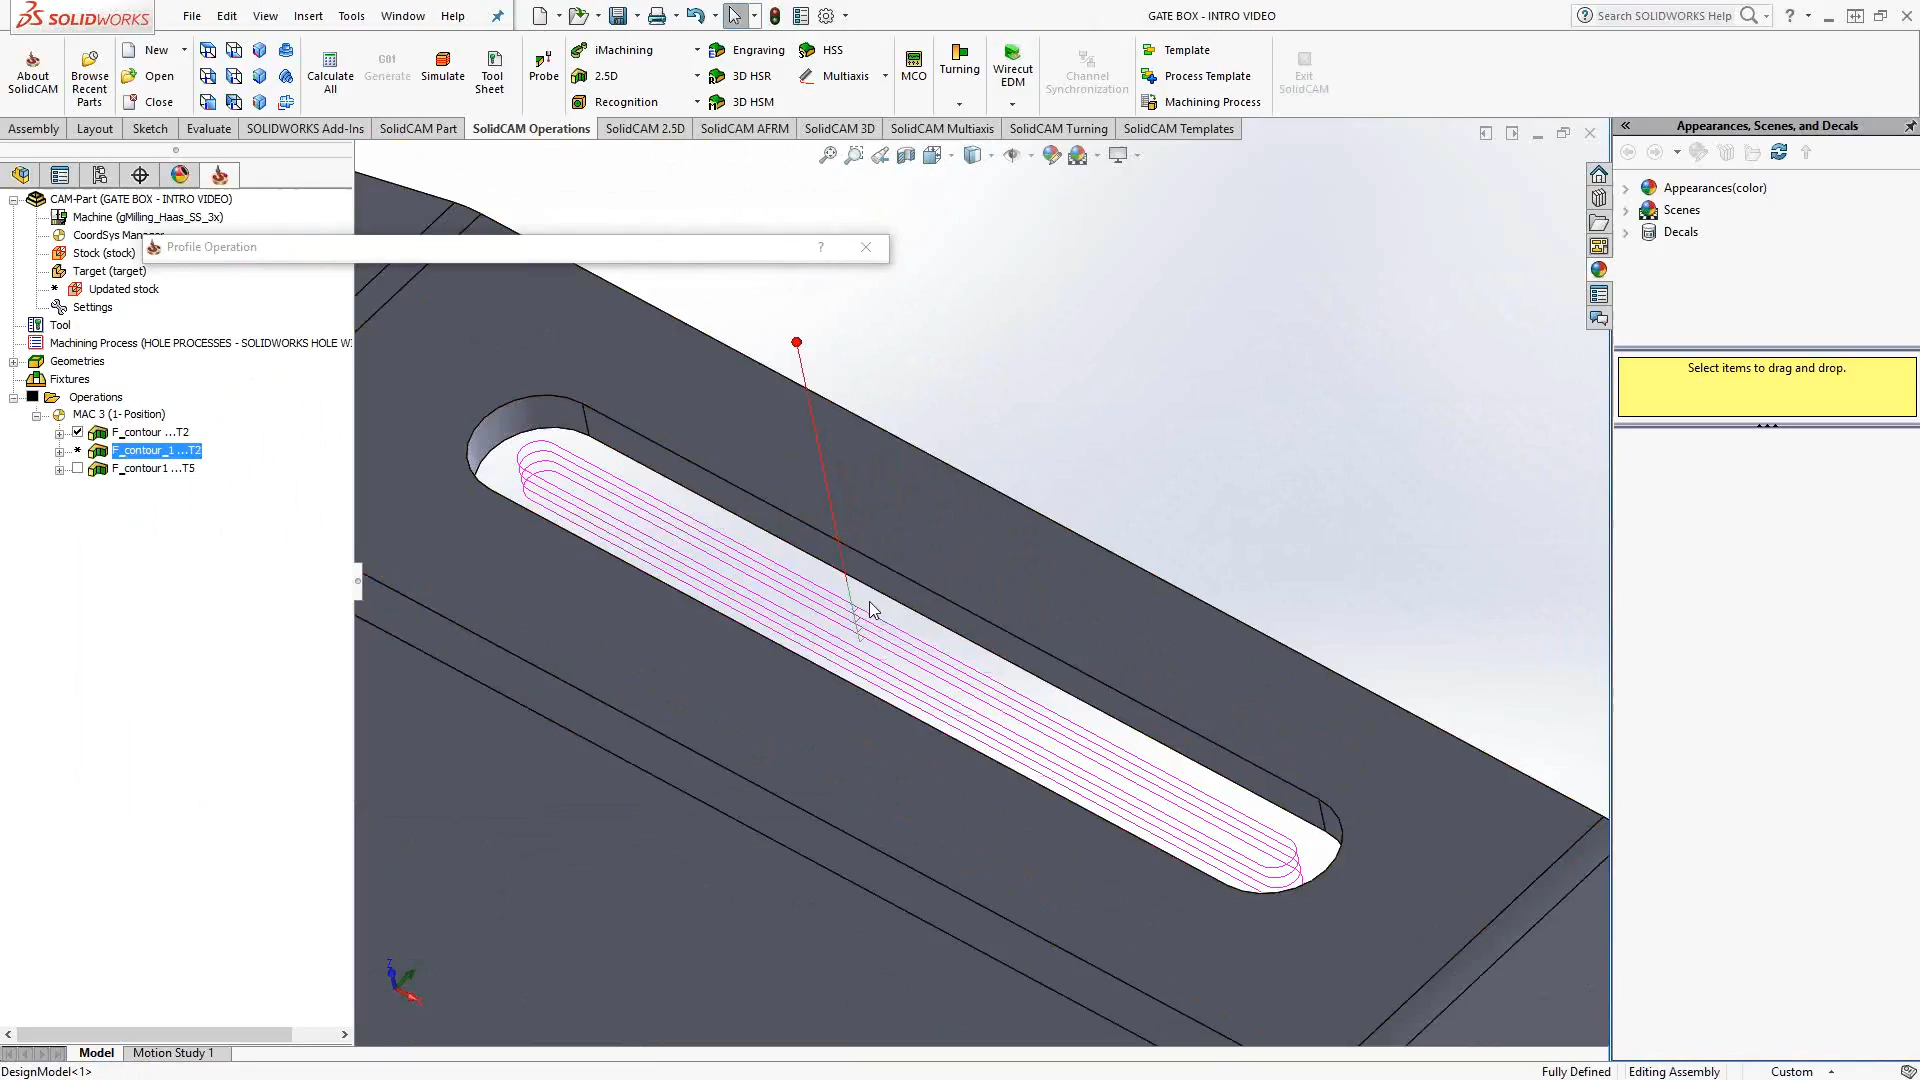 SOLIDWORKS
File Edit View Insert Tools Window Help
GATE BOX - INTRO VIDEO
Search SOLIDWORKS Help
About SolidCAM
Browse Recent Parts
New
Open
Close
Calculate All
G01
Generate
Simulate
Tool Sheet
Probe
iMachining
2.5D
Recognition
Engraving
3D HSR
3D HSM
HSS
Multiaxis
MCO
Turning
Wirecut EDM
Channel Synchronization
Template
Process Template
Machining Process
Exit SolidCAM
Assembly Layout Sketch Evaluate SOLIDWORKS Add-Ins SolidCAM Part SolidCAM Operations SolidCAM 2.5D SolidCAM AFRM SolidCAM 3D SolidCAM Multiaxis SolidCAM Turning SolidCAM Templates
CAM-Part (GATE BOX - INTRO VIDEO)
Machine (gMilling_Haas_SS_3x)
CoordSys Manager
Stock (stock)
Target (target)
* Updated stock
Settings
Tool
Machining Process (HOLE PROCESSES - SOLIDWORKS HOLE WI
Geometries
Fixtures
Operations
MAC 3 (1- Position)
F_contour ...T2
* F_contour_1 ...T2
F_contour1 ...T5
Profile Operation ?
Appearances, Scenes, and Decals
Appearances(color)
Scenes
Decals
Select items to drag and drop.
Z
Model Motion Study 1
DesignModel<1>
Fully Defined Editing Assembly Custom